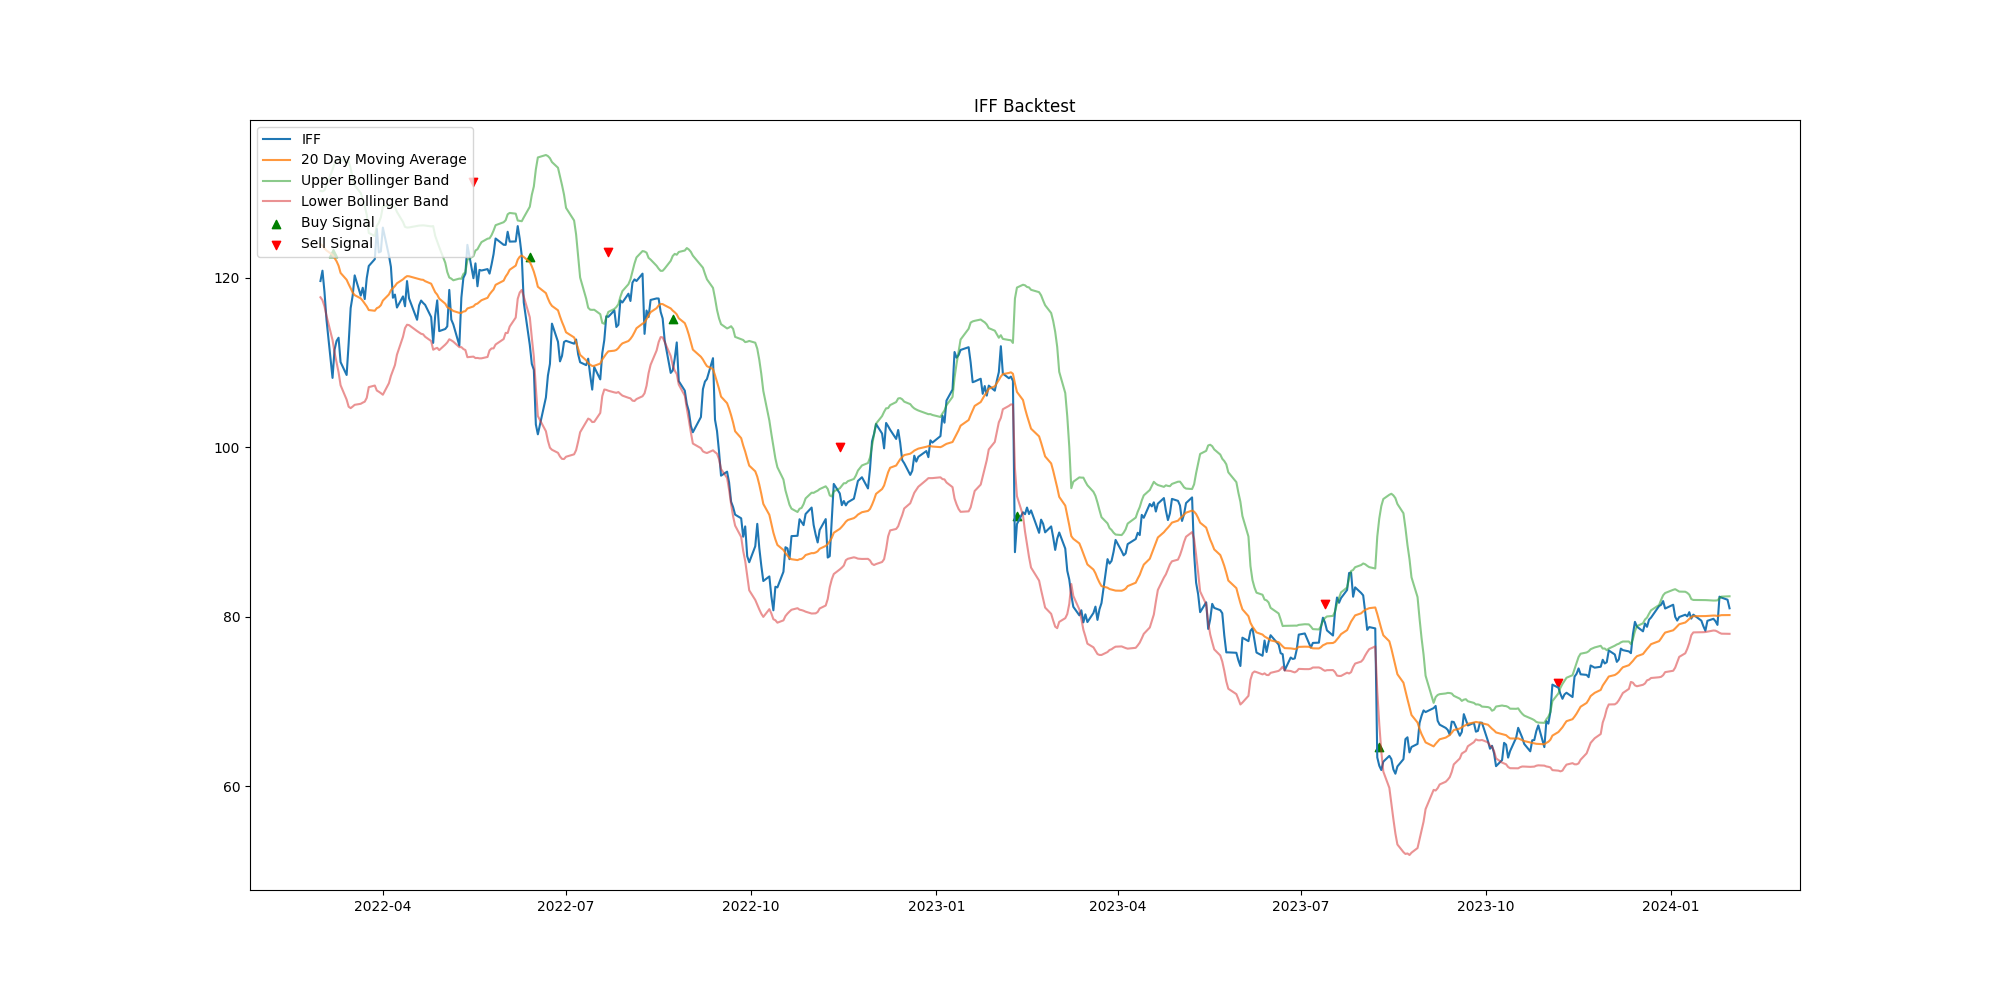 IFF Backtest
IFF
20 Day Moving Average
Upper Bollinger Band
Lower Bollinger Band
Buy Signal
Sell Signal
120
100
80
60
2022-04 2022-07 2022-10 2023-01 2023-04 2023-07 2023-10 2024-01